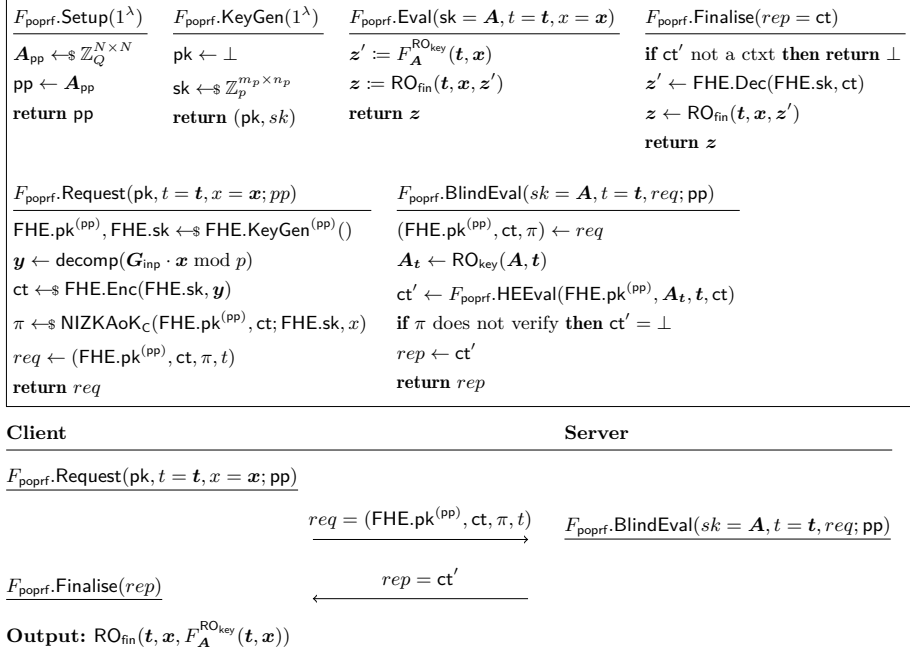 F_poprf.Setup(1^λ)
A_pp ←$ ℤ_Q^{N×N}
pp ← A_pp
return pp
F_poprf.KeyGen(1^λ)
pk ← ⊥
sk ←$ ℤ_p^{m_p×n_p}
return (pk, sk)
F_poprf.Eval(sk = A, t = t, x = x)
z′ := F_A^{RO_key}(t, x)
z := RO_fin(t, x, z′)
return z
F_poprf.Finalise(rep = ct)
if ct′ not a ctxt then return ⊥
z′ ← FHE.Dec(FHE.sk, ct)
z ← RO_fin(t, x, z′)
return z
F_poprf.Request(pk, t = t, x = x; pp)
FHE.pk^(pp), FHE.sk ←$ FHE.KeyGen^(pp)()
y ← decomp(G_inp · x mod p)
ct ←$ FHE.Enc(FHE.sk, y)
π ←$ NIZKAoK_C(FHE.pk^(pp), ct; FHE.sk, x)
req ← (FHE.pk^(pp), ct, π, t)
return req
F_poprf.BlindEval(sk = A, t = t, req; pp)
(FHE.pk^(pp), ct, π) ← req
A_t ← RO_key(A, t)
ct′ ← F_poprf.HEEval(FHE.pk^(pp), A_t, t, ct)
if π does not verify then ct′ = ⊥
rep ← ct′
return rep
Client Server
F_poprf.Request(pk, t = t, x = x; pp)
req = (FHE.pk^(pp), ct, π, t)
F_poprf.BlindEval(sk = A, t = t, req; pp)
rep = ct′
F_poprf.Finalise(rep)
Output: RO_fin(t, x, F_A^{RO_key}(t, x))